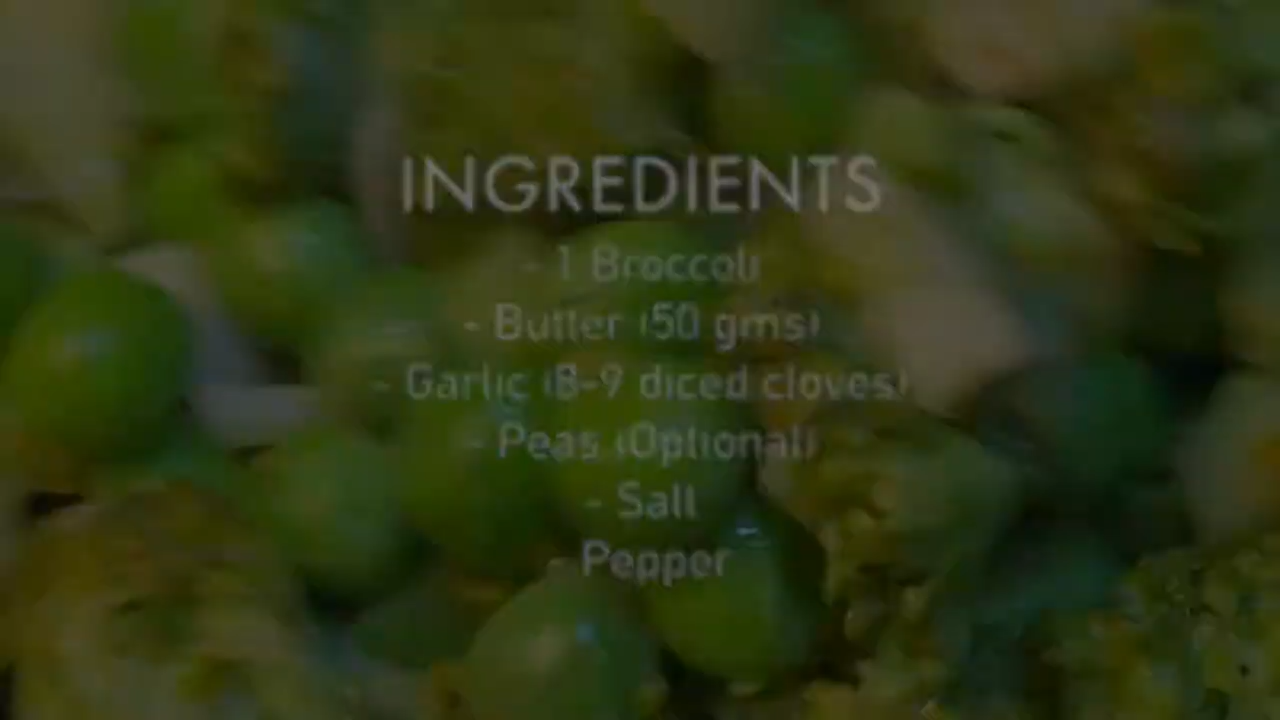 INGREDIENTS
- 1 Broccoli
- Butter (50 gms)
- Garlic (8-9 diced cloves)
- Peas (Optional)
- Salt
- Pepper